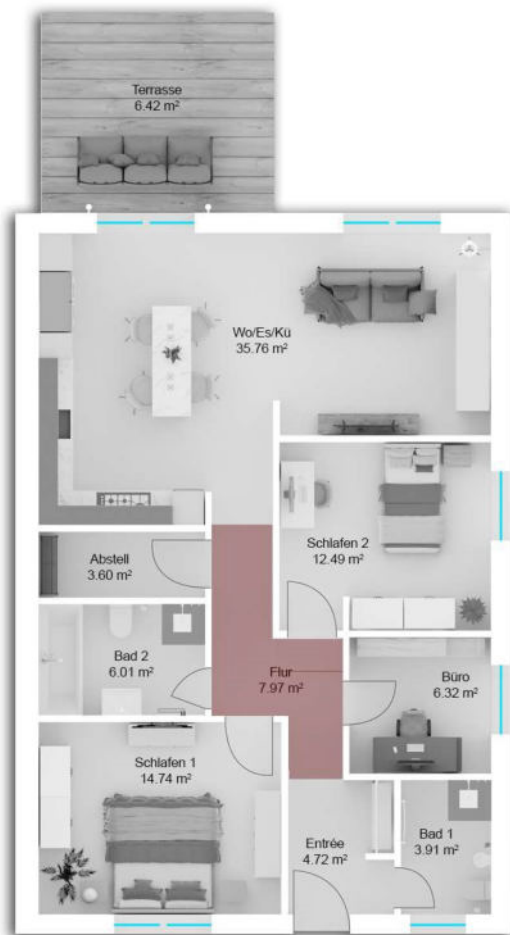 Terrasse
6.42 m²
Wo/Es/Kü
35.76 m²
Schlafen 2
12.49 m²
Abstell
3.60 m²
Bad 2
6.01 m²
Flur
7.97 m²
Büro
6.32 m²
Schlafen 1
14.74 m²
Entrée
4.72 m²
Bad 1
3.91 m²